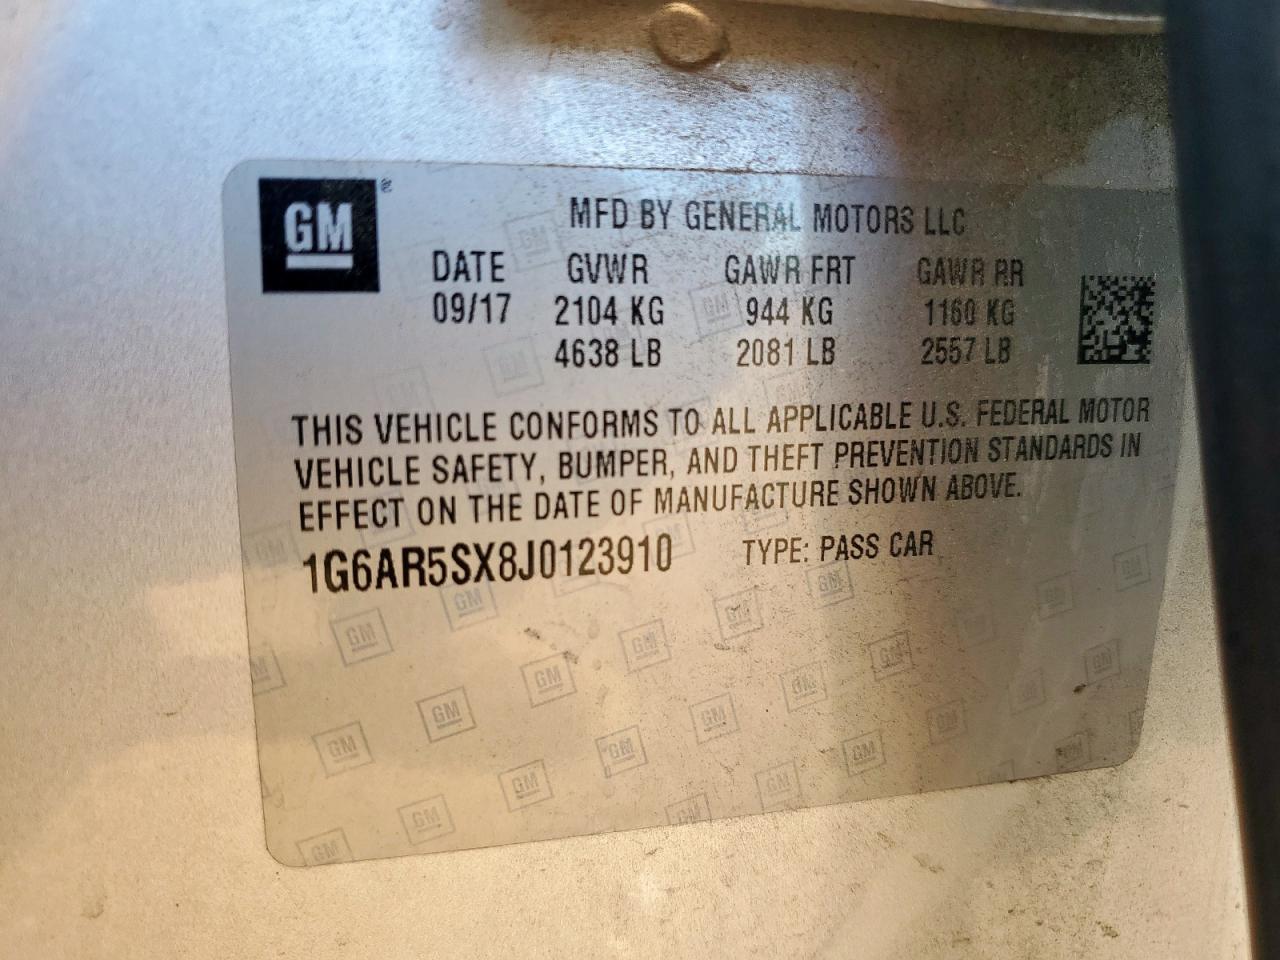 GM ®
MFD BY GENERAL MOTORS LLC
DATE GVWR GAWR FRT GAWR RR
09/17 2104 KG 944 KG 1160 KG
4638 LB 2081 LB 2557 LB
THIS VEHICLE CONFORMS TO ALL APPLICABLE U.S. FEDERAL MOTOR
VEHICLE SAFETY, BUMPER, AND THEFT PREVENTION STANDARDS IN
EFFECT ON THE DATE OF MANUFACTURE SHOWN ABOVE.
1G6AR5SX8J0123910 TYPE: PASS CAR